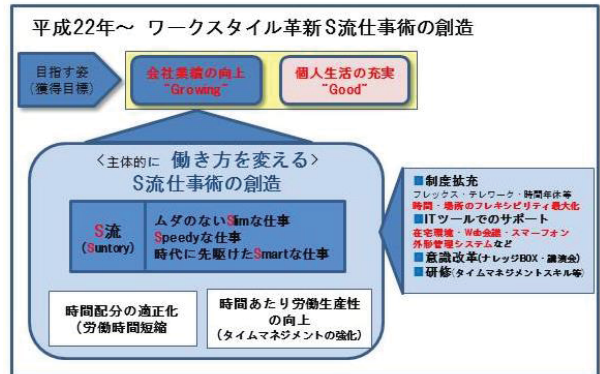 平成22年～ ワークスタイル革新 S流仕事術の創造
目指す姿
(獲得目標)
会社業績の向上
"Growing"
個人生活の充実
"Good"
<主体的に 働き方を変える>
S流仕事術の創造
S流
(Suntory)
ムダのないSlimな仕事
Speedyな仕事
時代に先駆けたSmartな仕事
時間配分の適正化
(労働時間短縮
時間あたり労働生産性
の向上
(タイムマネジメントの強化)
■制度拡充
フレックス・テレワーク・時間年休等
時間・場所のフレキシビリティ最大化
■ITツールでのサポート
在宅環境・Web会議・スマーフォン
外形管理システムなど
■意識改革(ナレッジBOX・講演会)
■研修(タイムマネジメントスキル等)